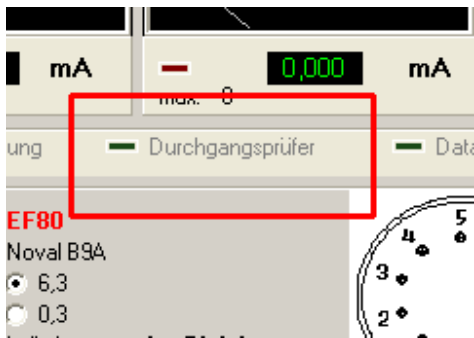 mA 0,000 mA
max. 0
ung Durchgangsprüfer Data
EF80
Noval B9A
6,3
0,3
5
4
3
2